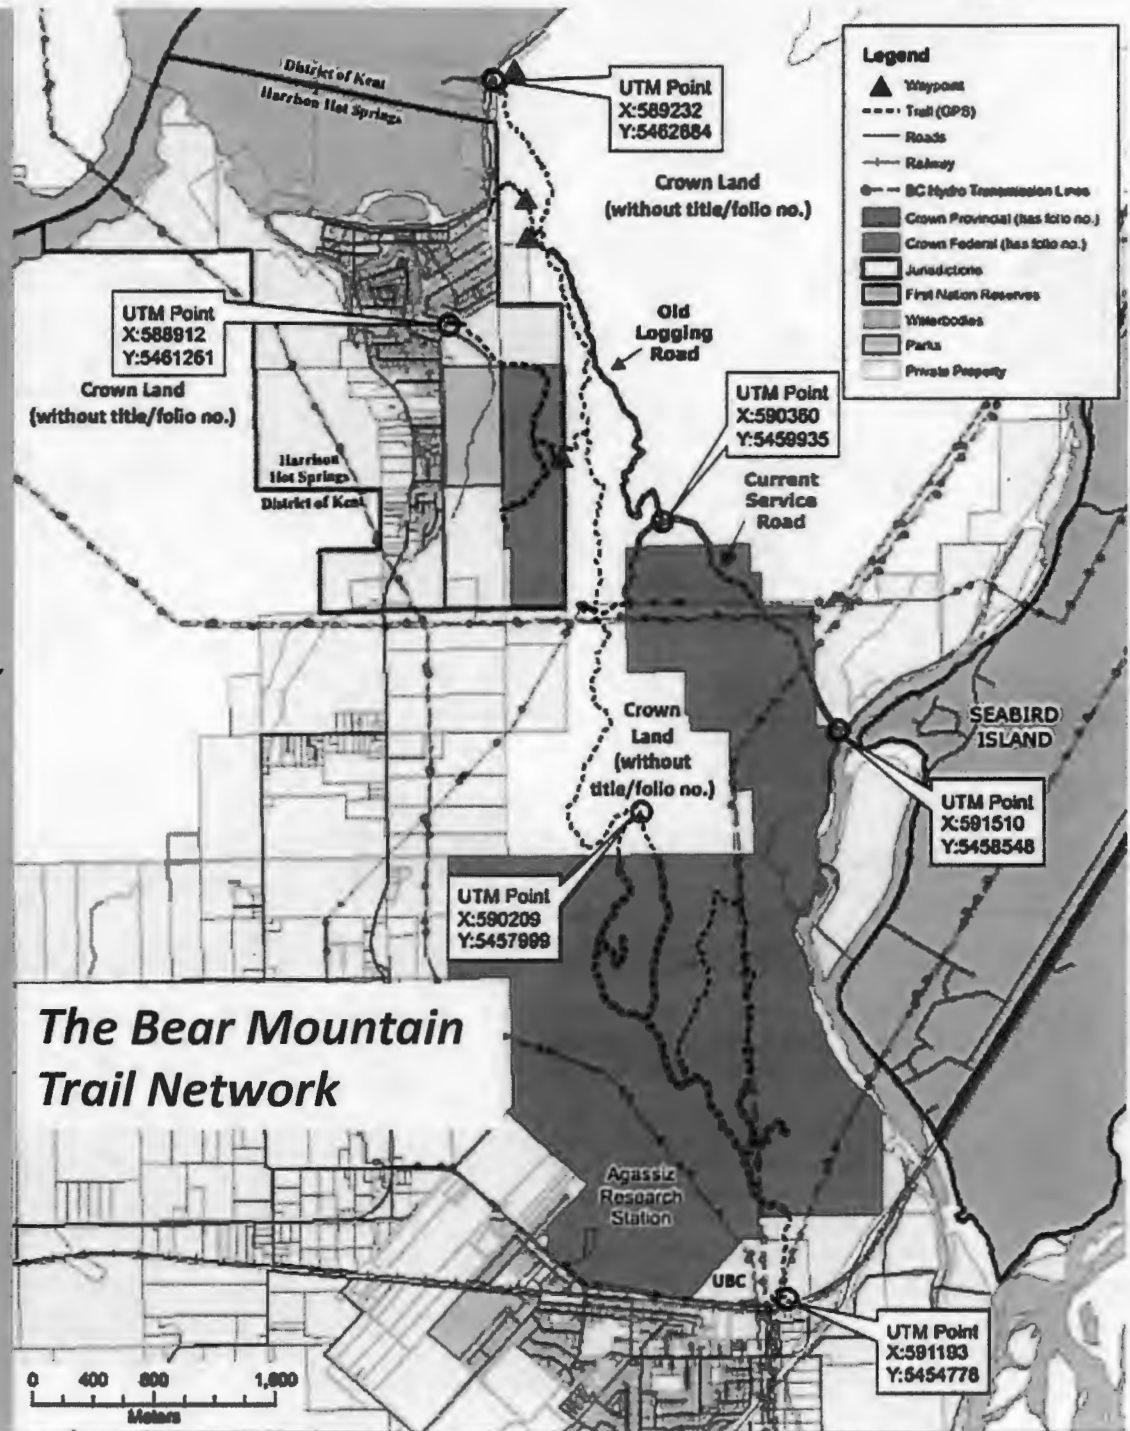 District of Kent
Harrison Hot Springs
UTM Point
X:589232
Y:5462684
Crown Land
(without title/folio no.)
Legend
Waypoint
Trail (GPS)
Roads
Railway
BC Hydro Transmission Lines
Crown Provincial (has folio no.)
Crown Federal (has folio no.)
Jurisdictions
First Nation Reserves
Waterbodies
Parks
Private Property
UTM Point
X:588912
Y:5461261
Crown Land
(without title/folio no.)
Old
Logging
Road
UTM Point
X:590360
Y:5459935
Harrison
Hot Springs
District of Kent
Current
Service
Road
Crown
Land
(without
title/folio no.)
SEABIRD
ISLAND
UTM Point
X:591510
Y:5458548
UTM Point
X:590209
Y:5457999
The Bear Mountain
Trail Network
Agassiz
Research
Station
UBC
UTM Point
X:591193
Y:5454778
0 400 800 1,600
Meters